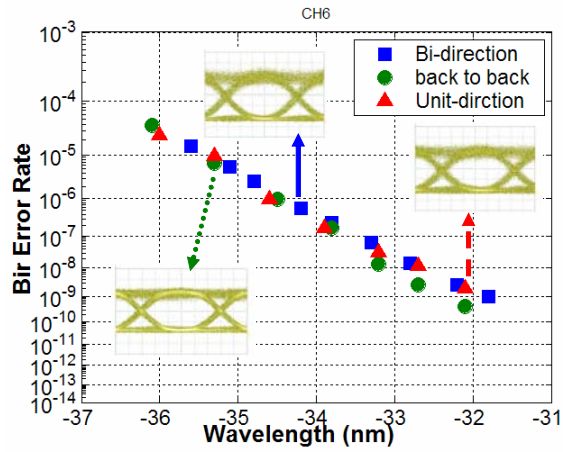 CH6
Bi-direction
back to back
Unit-dirction
Bir Error Rate
10^-3
10^-4
10^-5
10^-6
10^-7
10^-8
10^-9
10^-10
10^-11
10^-12
10^-13
10^-14
-37 -36 -35 -34 -33 -32 -31
Wavelength (nm)